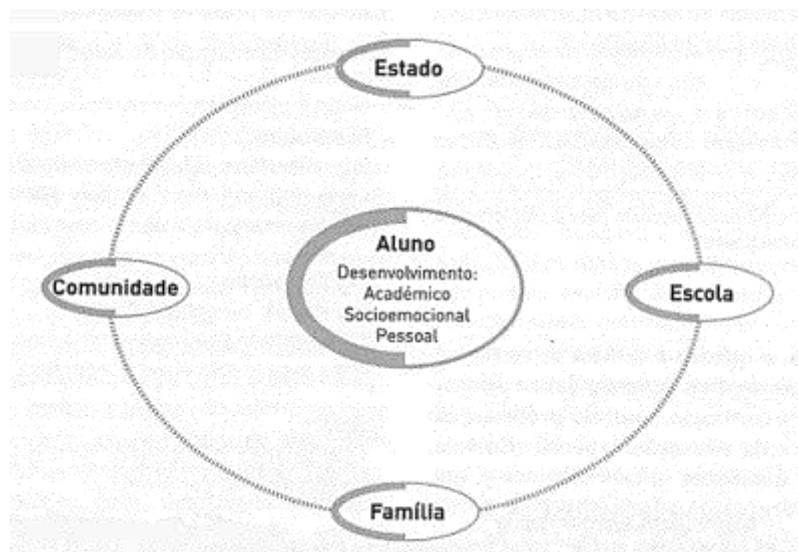 Estado
Aluno
Desenvolvimento:
Académico
Socioemocional
Pessoal
Comunidade
Escola
Família